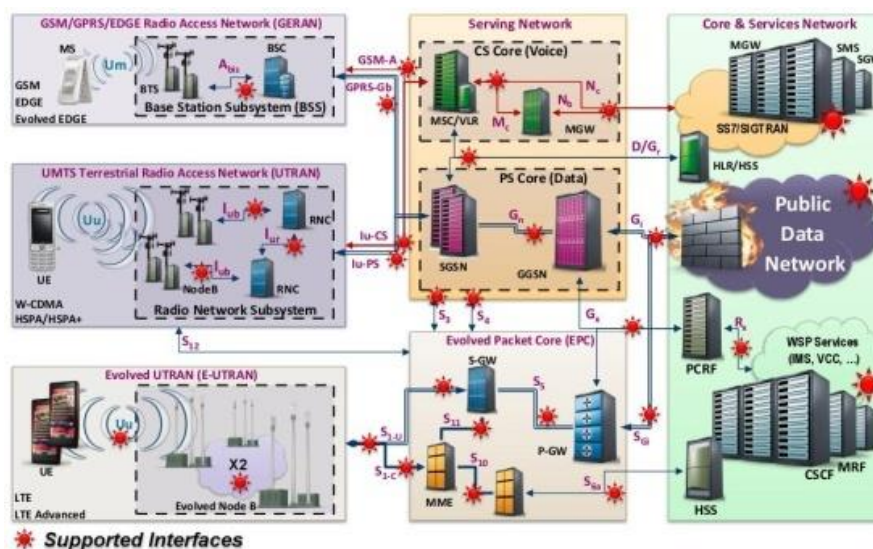 GSM/GPRS/EDGE Radio Access Network (GERAN)
MS
Um
BTS
Abis
BSC
GSM
EDGE
Evolved EDGE
Base Station Subsystem (BSS)
GSM-A
GPRS-Gb
UMTS Terrestrial Radio Access Network (UTRAN)
Uu
UE
Iub
RNC
Iur
Iub
NodeB
RNC
W-CDMA
HSPA/HSPA+
Radio Network Subsystem
Iu-CS
Iu-PS
S12
Evolved UTRAN (E-UTRAN)
Uu
UE
X2
LTE
LTE Advanced
Evolved Node B
S1-U
S1-C
Serving Network
CS Core (Voice)
MSC/VLR
Mc
Nb
Nc
MGW
D/Gr
PS Core (Data)
Gn
SGSN
GGSN
Gi
S3
S4
Gx
Evolved Packet Core (EPC)
S-GW
S5
S11
P-GW
SGi
S10
MME
S6a
Core & Services Network
MGW
SMS
SGW
SS7/SIGTRAN
HLR/HSS
Public
Data
Network
PCRF
Rx
WSP Services
(IMS, VCC, ...)
CSCF
MRF
HSS
Supported Interfaces